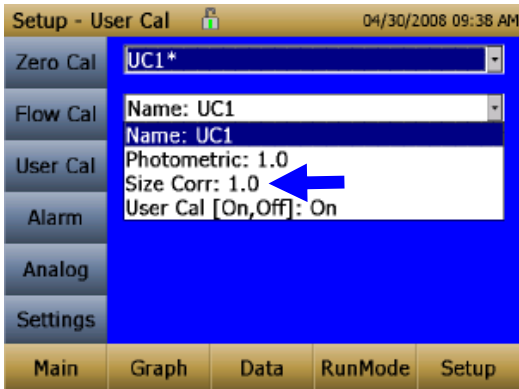 Setup - User Cal 04/30/2008 09:38 AM
Zero Cal
UC1*
Flow Cal
Name: UC1
Name: UC1
User Cal
Photometric: 1.0
Size Corr: 1.0
User Cal [On,Off]: On
Alarm
Analog
Settings
Main Graph Data RunMode Setup